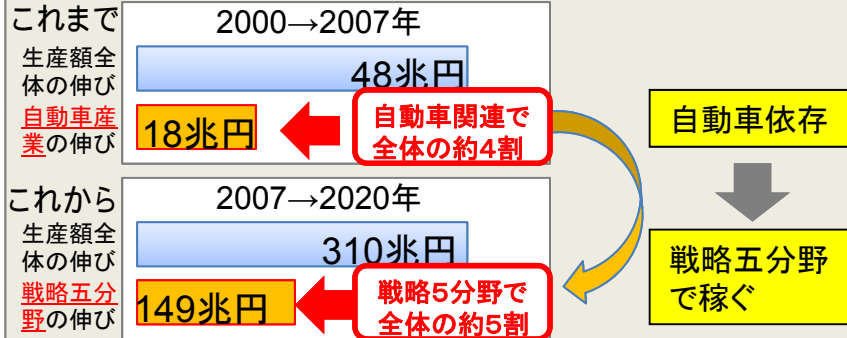 これまで
2000→2007年
生産額全
体の伸び
48兆円
自動車産
業の伸び
18兆円
自動車関連で
全体の約4割
これから
2007→2020年
生産額全
体の伸び
310兆円
戦略五分
野の伸び
149兆円
戦略5分野で
全体の約5割
自動車依存
戦略五分野
で稼ぐ